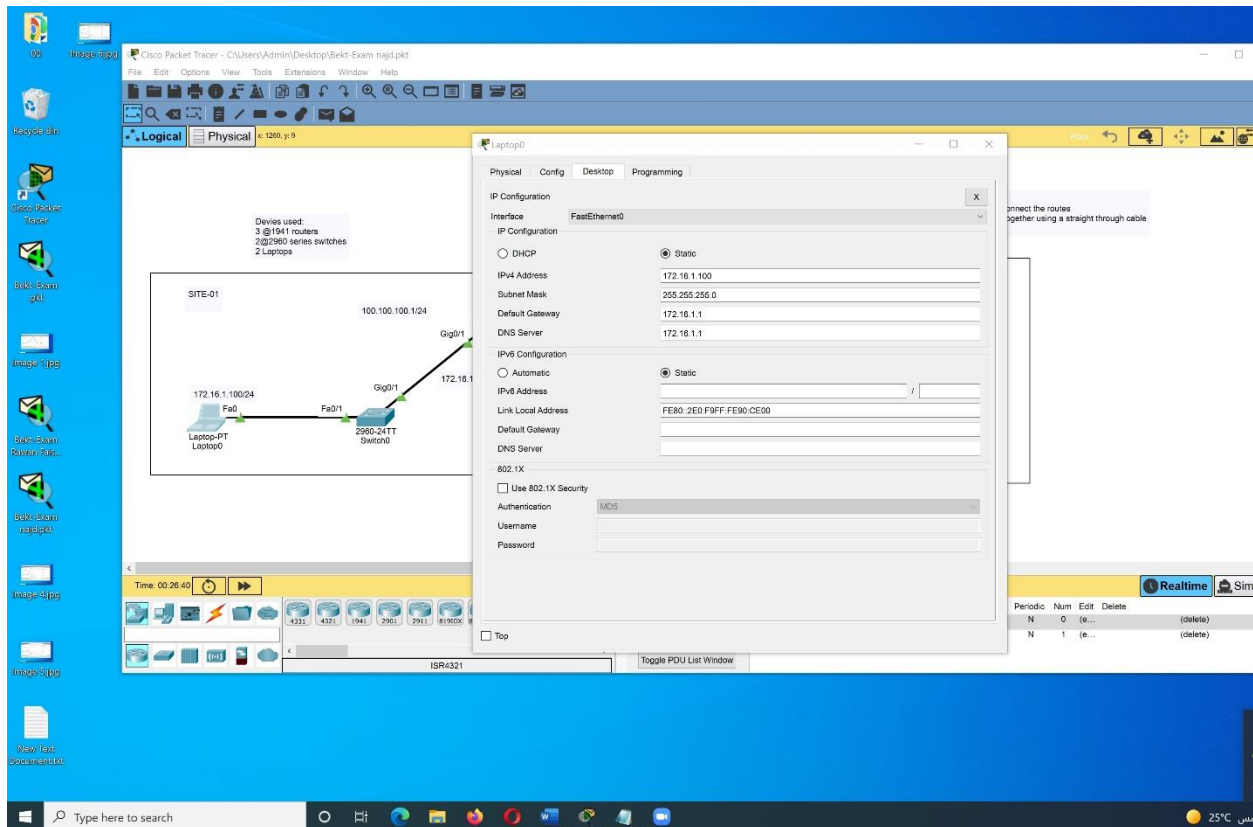 00
Image 6.jpg
Cisco Packet Tracer - C:\Users\Admin\Desktop\Bekt-Exam najd.pkt
File Edit Options View Tools Extensions Window Help
Recycle Bin
Logical
Physical
x: 1260, y: 9
Root
Cisco Packet
Tracer
Devies used:
3 @1941 routers
2@2960 series switches
2 Laptops
SITE-01
100.100.100.1/24
Gig0/1
172.16.1
Gig0/1
172.16.1.100/24
Fa0
Fa0/1
Laptop-PT
Laptop0
2960-24TT
Switch0
onnect the routes
ogether using a straight through cable
Laptop0
Physical Config Desktop Programming
IP Configuration
X
Interface FastEthernet0
IP Configuration
DHCP Static
IPv4 Address 172.16.1.100
Subnet Mask 255.255.255.0
Default Gateway 172.16.1.1
DNS Server 172.16.1.1
IPv6 Configuration
Automatic Static
IPv6 Address /
Link Local Address FE80::2E0:F9FF:FE90:CE00
Default Gateway
DNS Server
802.1X
Use 802.1X Security
Authentication MD5
Username
Password
Top
Bekt-Exam
.pkt
Image 1.jpg
Bekt-Exam
Rawan Fais...
Bekt-Exam
najd.pkt
Image 4.jpg
Image 5.jpg
New Text
Document.txt
Time: 00:26:40
Realtime
Sim
4331 4321 1941 2901 2911
ISR4321
Toggle PDU List Window
Periodic Num Edit Delete
N 0 (e... (delete)
N 1 (e... (delete)
Type here to search
25°C